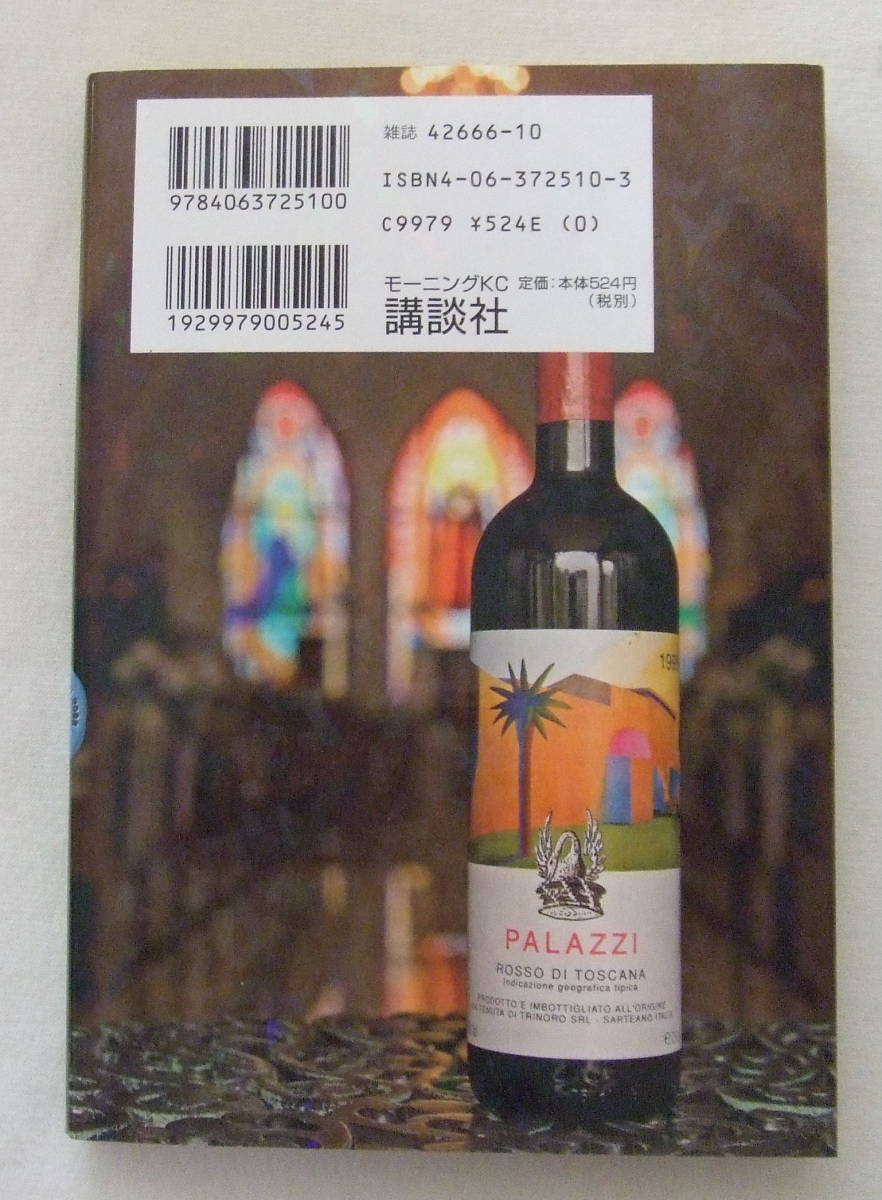 9784063725100
1929979005245
雑誌 42666-10
ISBN4-06-372510-3
C9979 ¥524E (0)
モーニングKC 定価:本体524円
(税別)
講談社
PALAZZI
ROSSO DI TOSCANA
Indicazione geografica tipica
PRODOTTO E IMBOTTIGLIATO ALL'ORIGINE
TENUTA DI TRINORO SRL - SARTEANO ITALIA